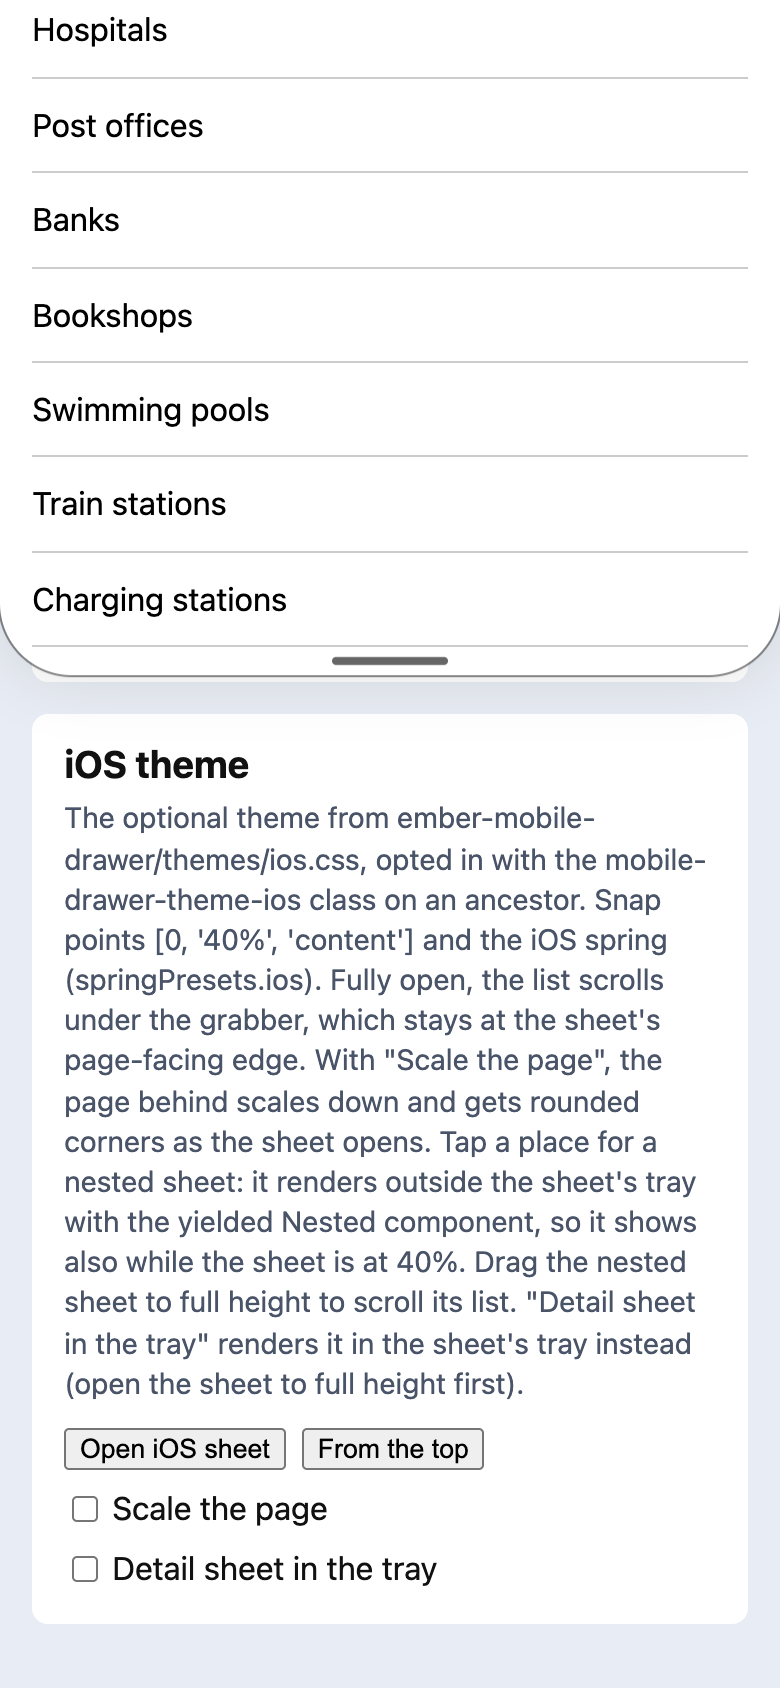 Hospitals
Post offices
Banks
Bookshops
Swimming pools
Train stations
Charging stations
iOS theme
The optional theme from ember-mobile-
drawer/themes/ios.css, opted in with the mobile-
drawer-theme-ios class on an ancestor. Snap
points [0, '40%', 'content'] and the iOS spring
(springPresets.ios). Fully open, the list scrolls
under the grabber, which stays at the sheet's
page-facing edge. With "Scale the page", the
page behind scales down and gets rounded
corners as the sheet opens. Tap a place for a
nested sheet: it renders outside the sheet's tray
with the yielded Nested component, so it shows
also while the sheet is at 40%. Drag the nested
sheet to full height to scroll its list. "Detail sheet
in the tray" renders it in the sheet's tray instead
(open the sheet to full height first).
Open iOS sheet
From the top
Scale the page
Detail sheet in the tray